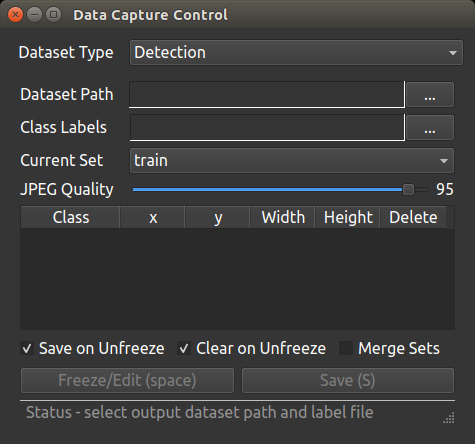 Data Capture Control
Dataset Type Detection
Dataset Path ...
Class Labels ...
Current Set train
JPEG Quality 95
Class x y Width Height Delete
Save on Unfreeze Clear on Unfreeze Merge Sets
Freeze/Edit (space) Save (S)
Status - select output dataset path and label file